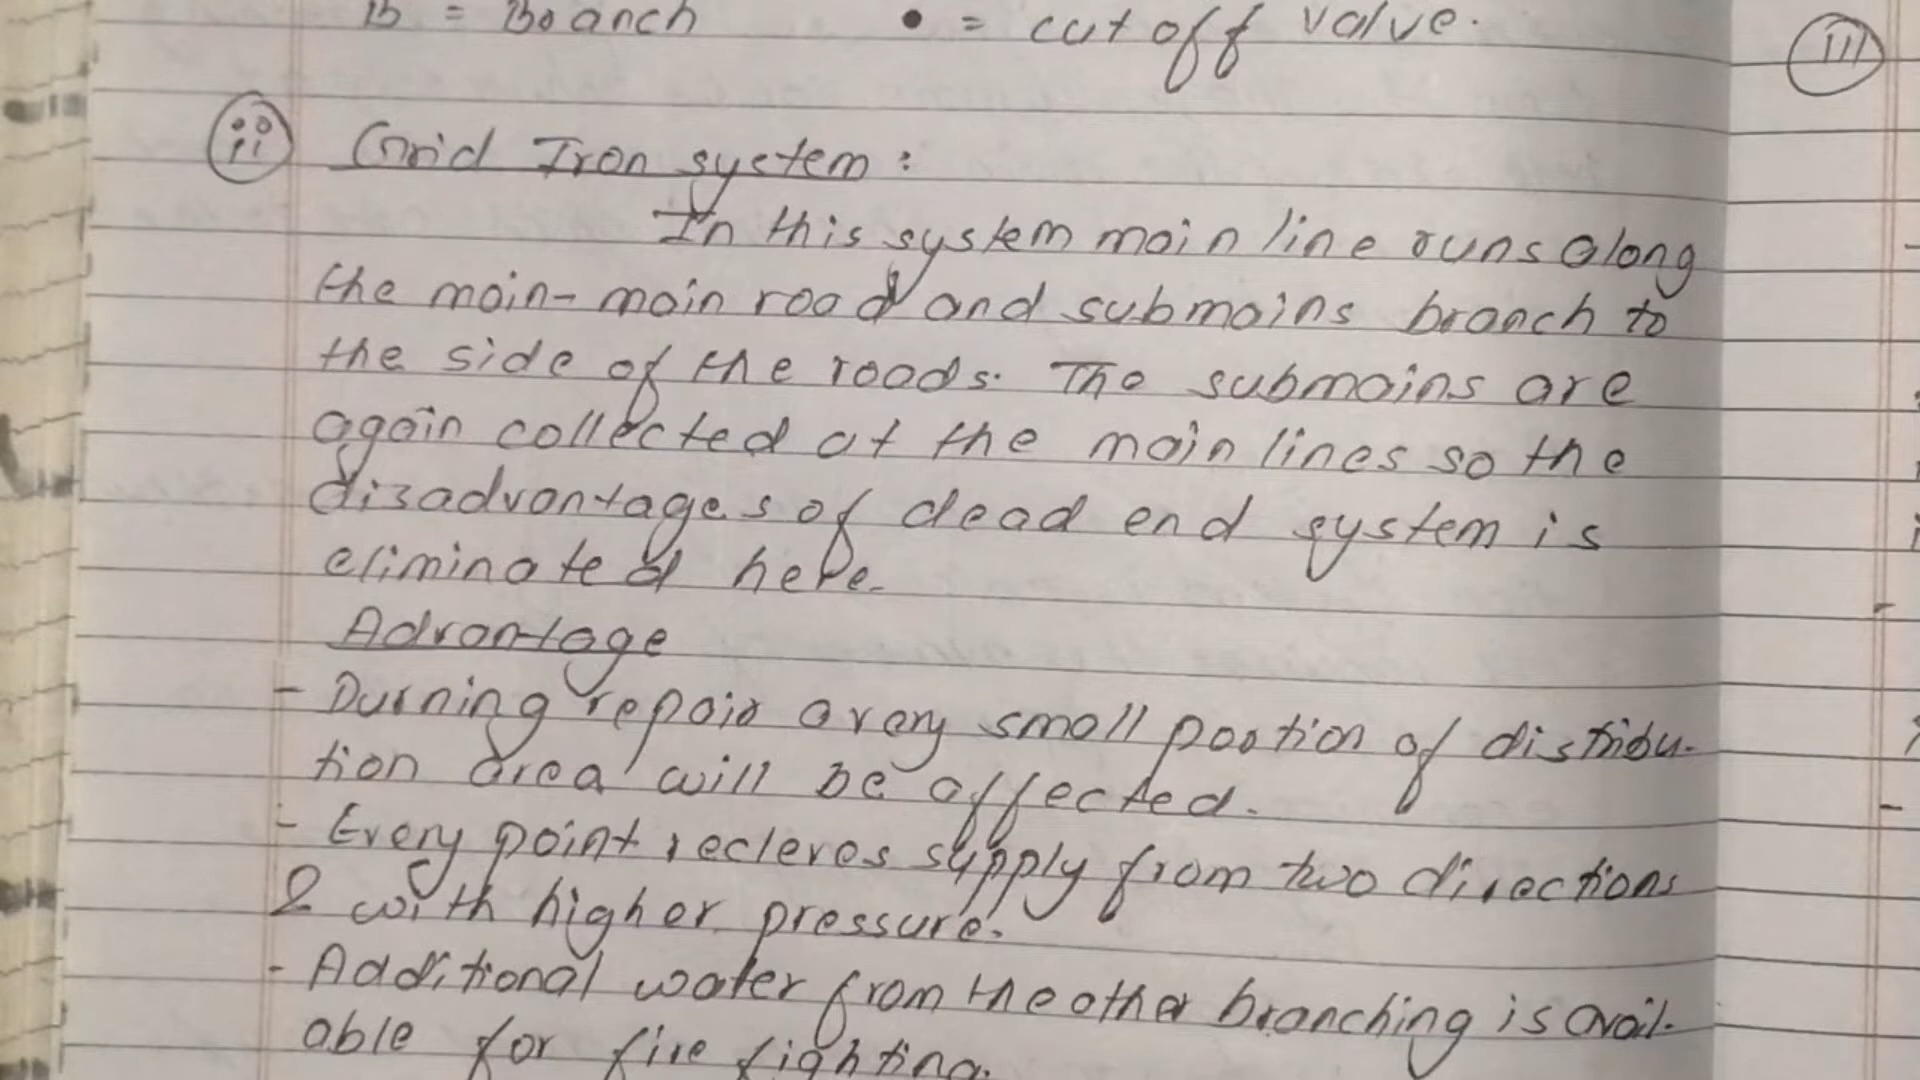 B = Branch • = cut off valve.
iii
ii Grid Iron system :
In this system main line runs along
the main-main road and submains branch to
the side of the roads. The submains are
again collected at the main lines so the
disadvantages of dead end system is
eliminated here.
Advantage
- Durning repair a very small portion of distribu-
tion area will be affected.
- Every point recieves supply from two directions
& with higher pressure.
- Additional water from the other branching is avail-
able for fire fighting.